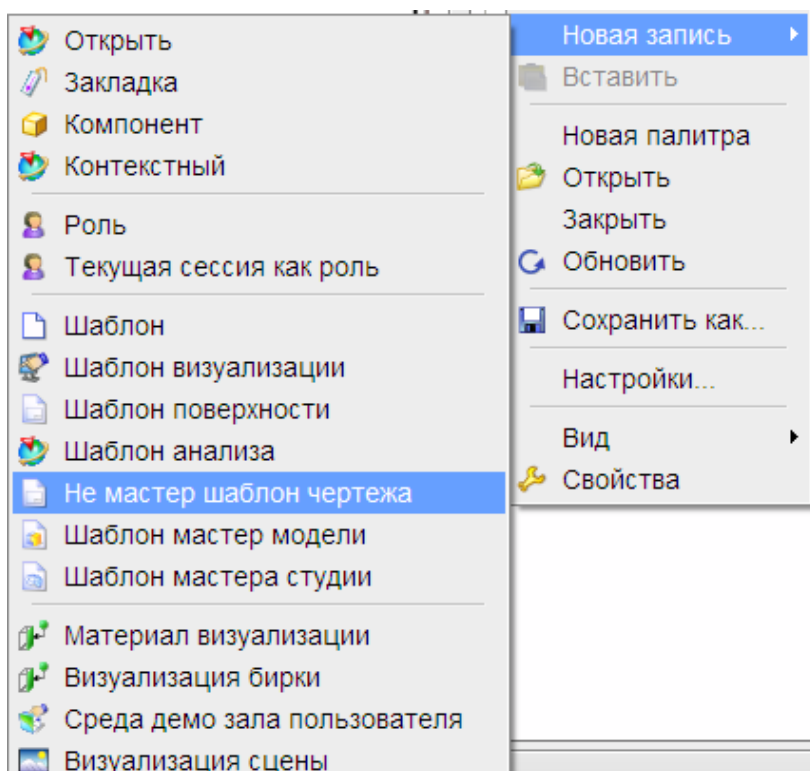 Открыть
Закладка
Компонент
Контекстный
Роль
Текущая сессия как роль
Шаблон
Шаблон визуализации
Шаблон поверхности
Шаблон анализа
Не мастер шаблон чертежа
Шаблон мастер модели
Шаблон мастера студии
Материал визуализации
Визуализация бирки
Среда демо зала пользователя
Визуализация сцены
Новая запись
Вставить
Новая палитра
Открыть
Закрыть
Обновить
Сохранить как...
Настройки...
Вид
Свойства